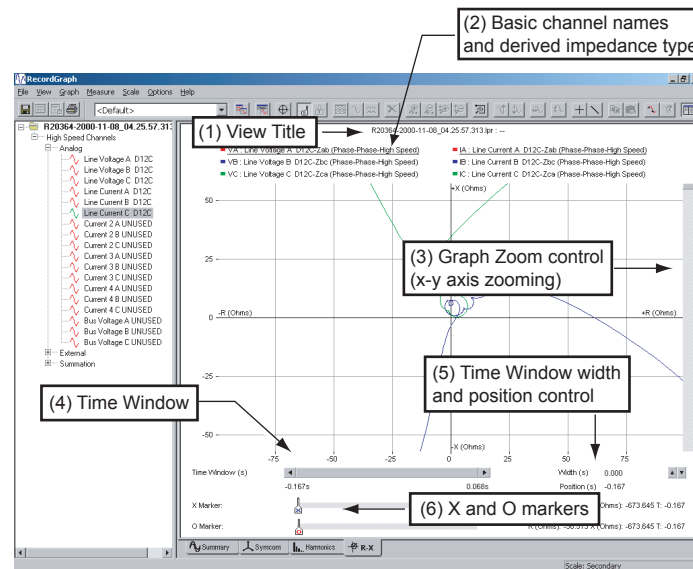 (2) Basic channel names
and derived impedance type
RecordGraph
File View Graph Measure Scale Options Help
<Default>
R20364-2000-11-08_04.25.57.313
High Speed Channels
Analog
Line Voltage A D12C
Line Voltage B D12C
Line Voltage C D12C
Line Current A D12C
Line Current B D12C
Line Current C D12C
Current 2 A UNUSED
Current 2 B UNUSED
Current 2 C UNUSED
Current 3 A UNUSED
Current 3 B UNUSED
Current 3 C UNUSED
Current 4 A UNUSED
Current 4 B UNUSED
Current 4 C UNUSED
Bus Voltage A UNUSED
Bus Voltage B UNUSED
Bus Voltage C UNUSED
External
Summation
(1) View Title
R20364-2000-11-08_04.25.57.313.lpr : --
VA : Line Voltage A D12C-Zab (Phase-Phase-High Speed)
IA : Line Current A D12C-Zab (Phase-Phase-High Speed)
VB : Line Voltage B D12C-Zbc (Phase-Phase-High Speed)
IB : Line Current B D12C-Zbc (Phase-Phase-High Speed)
VC : Line Voltage C D12C-Zca (Phase-Phase-High Speed)
IC : Line Current C D12C-Zca (Phase-Phase-High Speed)
+X (Ohms)
50
25
(3) Graph Zoom control
(x-y axis zooming)
0
-R (Ohms)
+R (Ohms)
-25
(5) Time Window width
and position control
(4) Time Window
-50
-X (Ohms)
-75 -50 -25 0 25 50 75
Time Window (s)
Width (s) 0.000
-0.167s 0.068s
Position (s) -0.167
X Marker:
(6) X and O markers
Ohms): -673.645 T: -0.167
O Marker:
(Ohms): -673.645 T: -0.167
Summary Symcom Harmonics R-X
Scale: Secondary